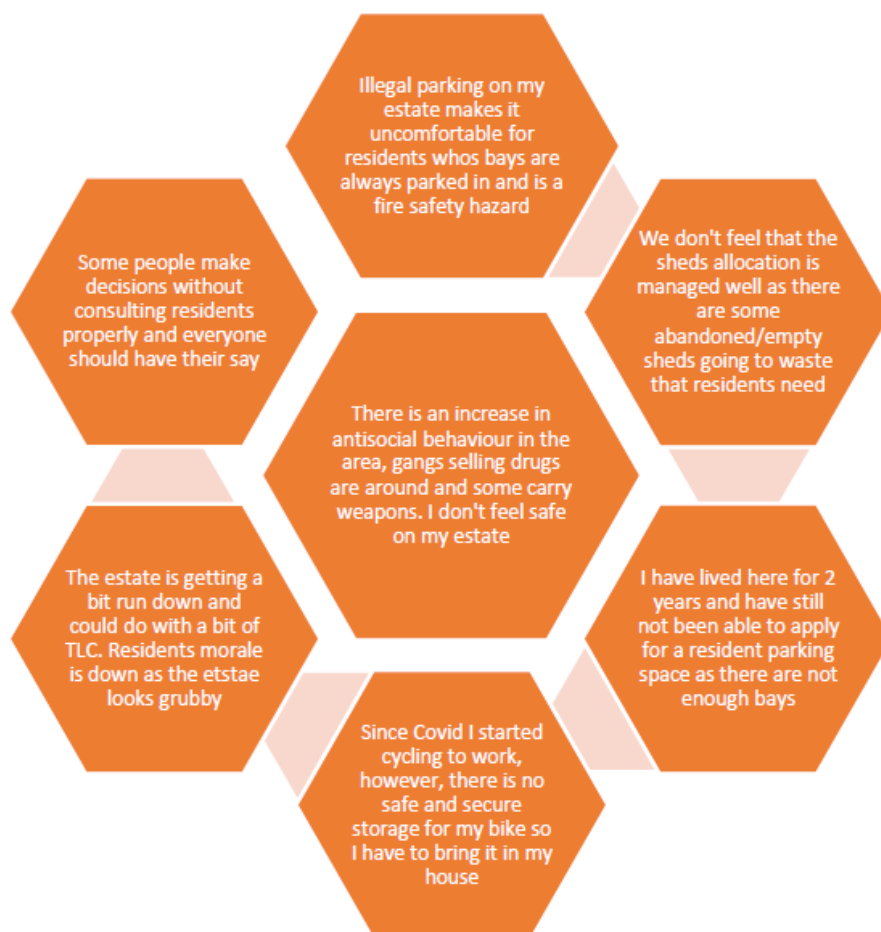 Illegal parking on my
estate makes it
uncomfortable for
residents whos bays are
always parked in and is a
fire safety hazard
We don't feel that the
sheds allocation is
managed well as there
are some
abandoned/empty
sheds going to waste
that residents need
Some people make
decisions without
consulting residents
properly and everyone
should have their say
There is an increase in
antisocial behaviour in the
area, gangs selling drugs
are around and some carry
weapons. I don't feel safe
on my estate
I have lived here for 2
years and have still
not been able to apply
for a resident parking
space as there are not
enough bays
The estate is getting a
bit run down and
could do with a bit of
TLC. Residents morale
is down as the etstae
looks grubby
Since Covid I started
cycling to work,
however, there is no
safe and secure
storage for my bike so
I have to bring it in my
house